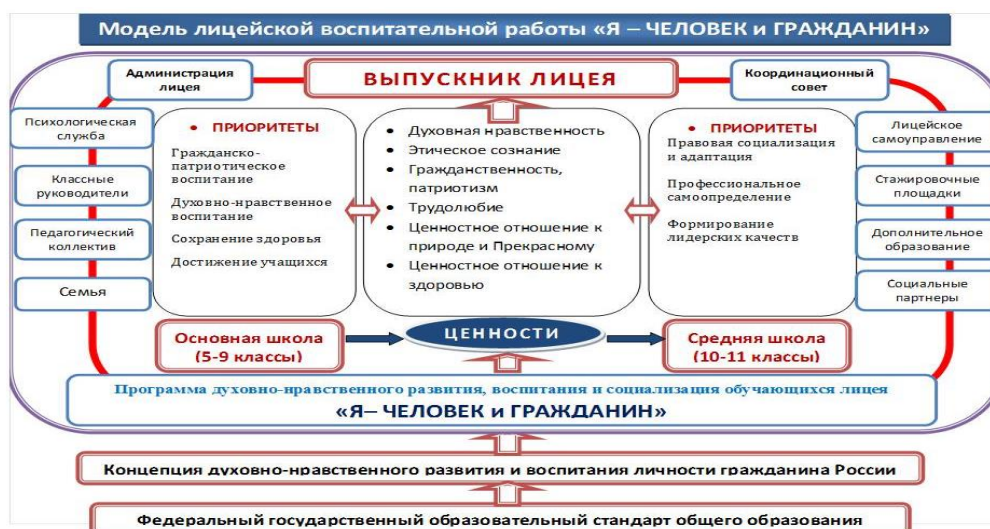 Модель лицейской воспитательной работы «Я – ЧЕЛОВЕК и ГРАЖДАНИН»
Администрация
лицея
ВЫПУСКНИК ЛИЦЕЯ
Координационный
совет
Психологическая
служба
Классные
руководители
Педагогический
коллектив
Семья
• ПРИОРИТЕТЫ
Гражданско-
патриотическое
воспитание
Духовно-нравственное
воспитание
Сохранение здоровья
Достижение учащихся
• Духовная нравственность
• Этическое сознание
• Гражданственность,
патриотизм
• Трудолюбие
• Ценностное отношение к
природе и Прекрасному
• Ценностное отношение к
здоровью
• ПРИОРИТЕТЫ
Правовая социализация
и адаптация
Профессиональное
самоопределение
Формирование
лидерских качеств
Лицейское
самоуправление
Стажировочные
площадки
Дополнительное
образование
Социальные
партнеры
Основная школа
(5-9 классы)
ЦЕННОСТИ
Средняя школа
(10-11 классы)
Программа духовно-нравственного развития, воспитания и социализация обучающихся лицея
«Я– ЧЕЛОВЕК и ГРАЖДАНИН»
Концепция духовно-нравственного развития и воспитания личности гражданина России
Федеральный государственный образовательный стандарт общего образования